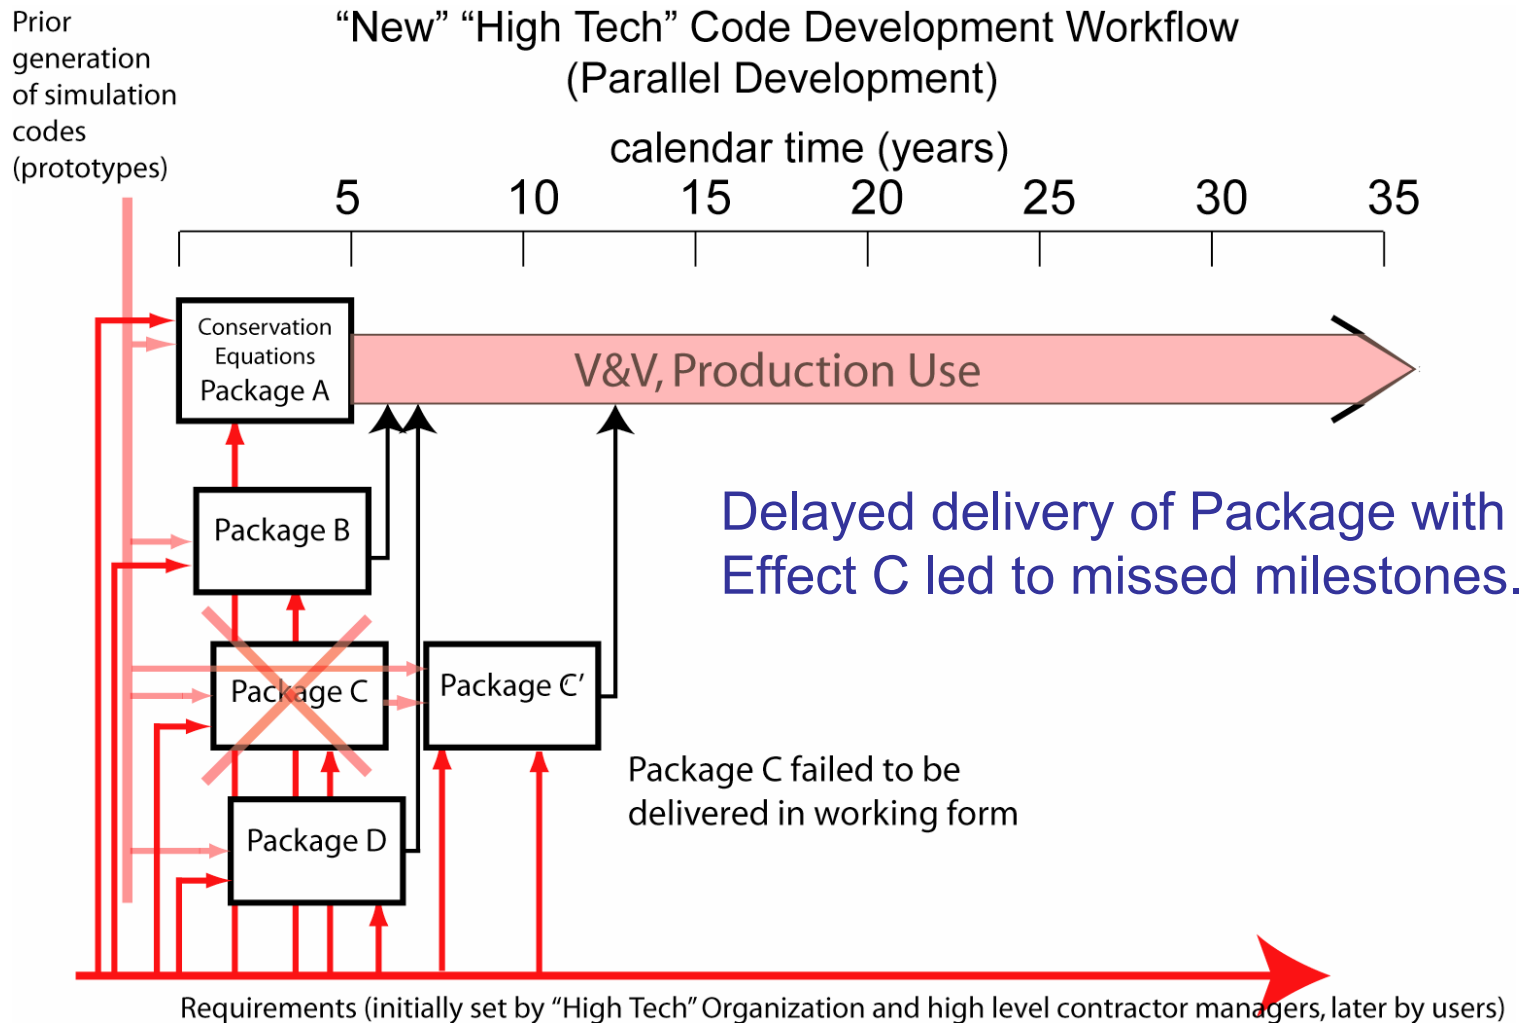 Prior
generation
of simulation
codes
(prototypes)
“New” “High Tech” Code Development Workflow
(Parallel Development)
calendar time (years)
5 10 15 20 25 30 35
Conservation
Equations
Package A
V&V, Production Use
Package B
Delayed delivery of Package with
Effect C led to missed milestones.
Package C
Package C’
Package C failed to be
delivered in working form
Package D
Requirements (initially set by “High Tech” Organization and high level contractor managers, later by users)